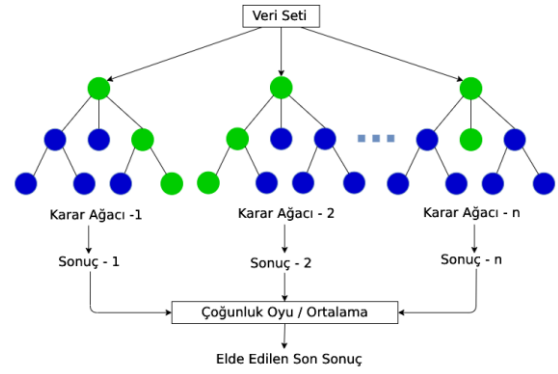 Veri Seti
Karar Ağacı -1
Karar Ağacı - 2
Karar Ağacı - n
Sonuç - 1
Sonuç - 2
Sonuç - n
Çoğunluk Oyu / Ortalama
Elde Edilen Son Sonuç